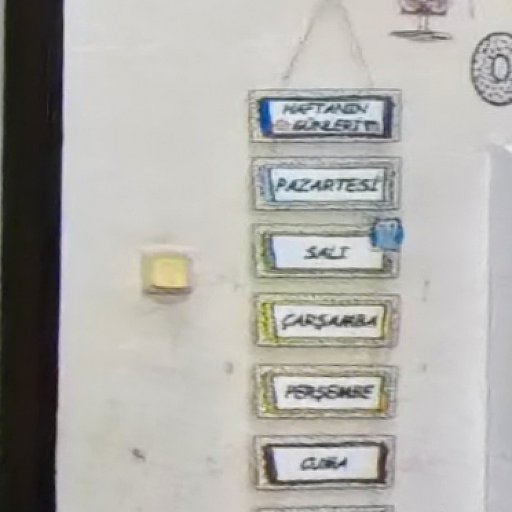 HAFTANIN
GÜNLERİ
PAZARTESİ
SALI
ÇARŞAMBA
PERŞEMBE
CUMA